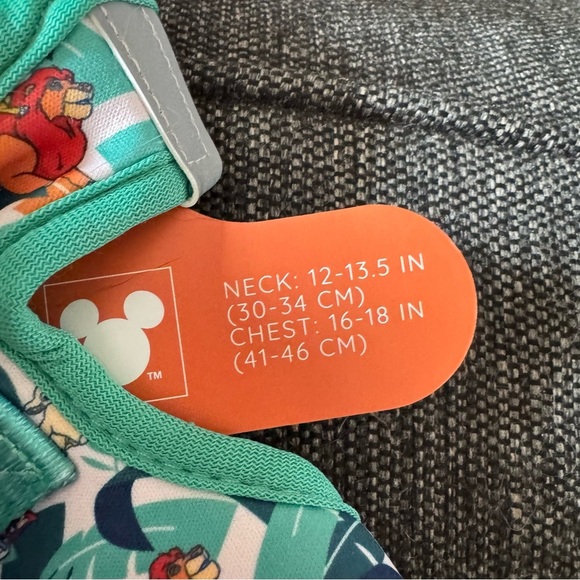 NECK: 12-13.5 IN
(30-34 CM)
CHEST: 16-18 IN
(41-46 CM)
TM